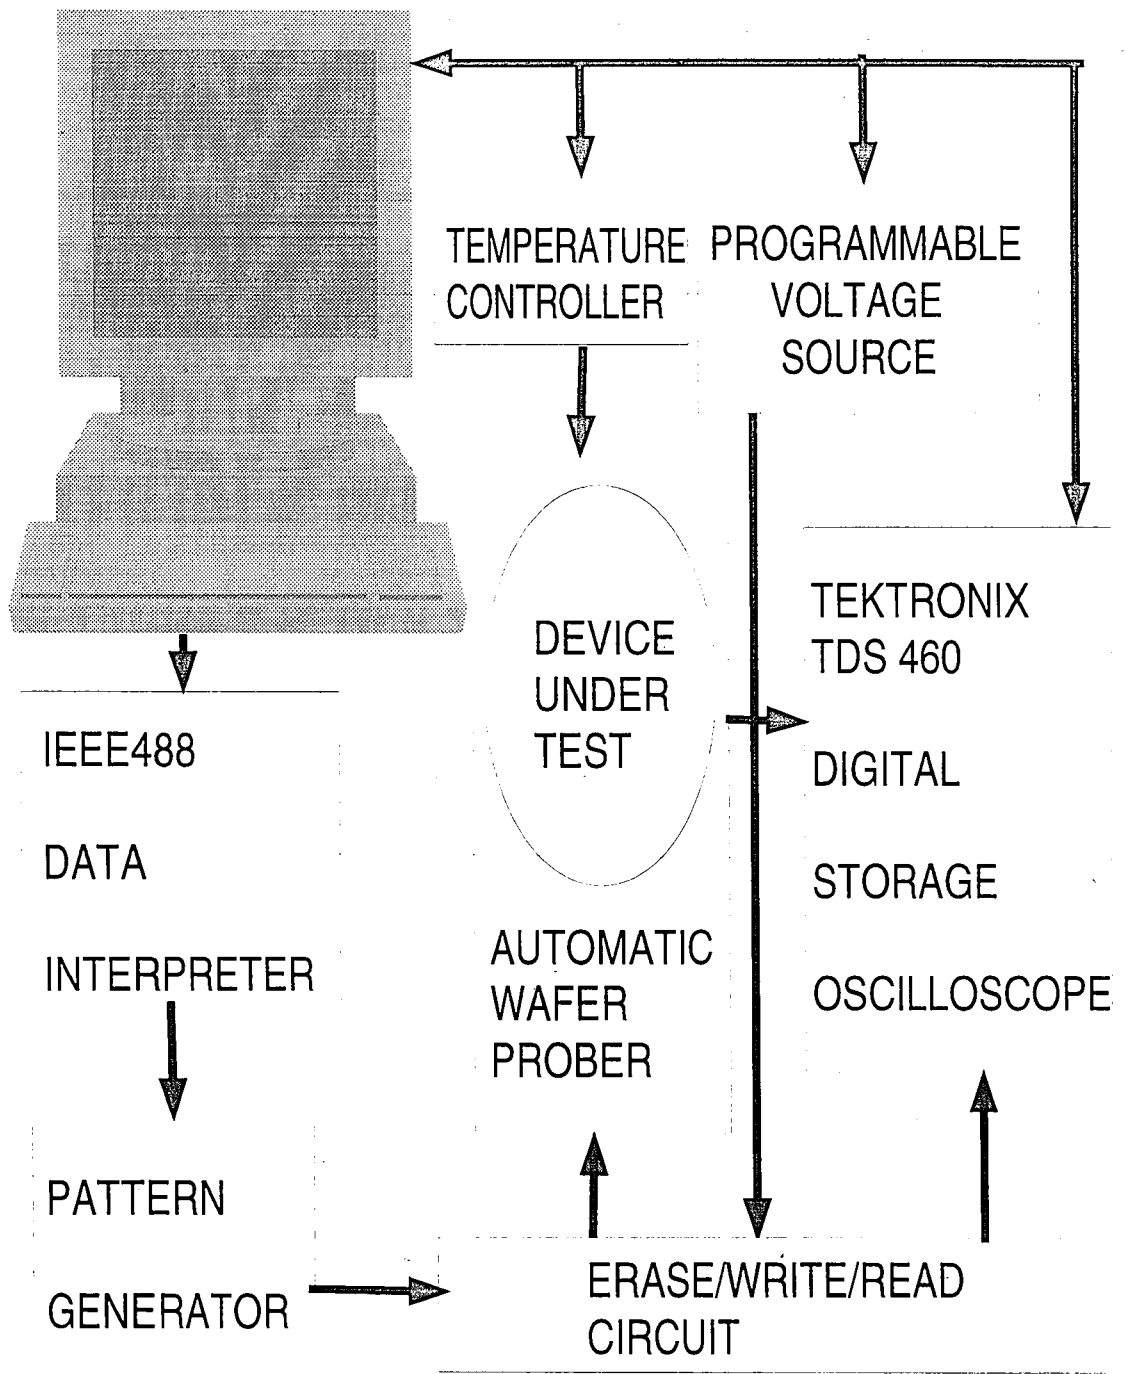 TEMPERATURE
CONTROLLER
PROGRAMMABLE
VOLTAGE
SOURCE
DEVICE
UNDER
TEST
TEKTRONIX
TDS 460
DIGITAL
STORAGE
OSCILLOSCOPE
IEEE488
DATA
INTERPRETER
AUTOMATIC
WAFER
PROBER
PATTERN
GENERATOR
ERASE/WRITE/READ
CIRCUIT